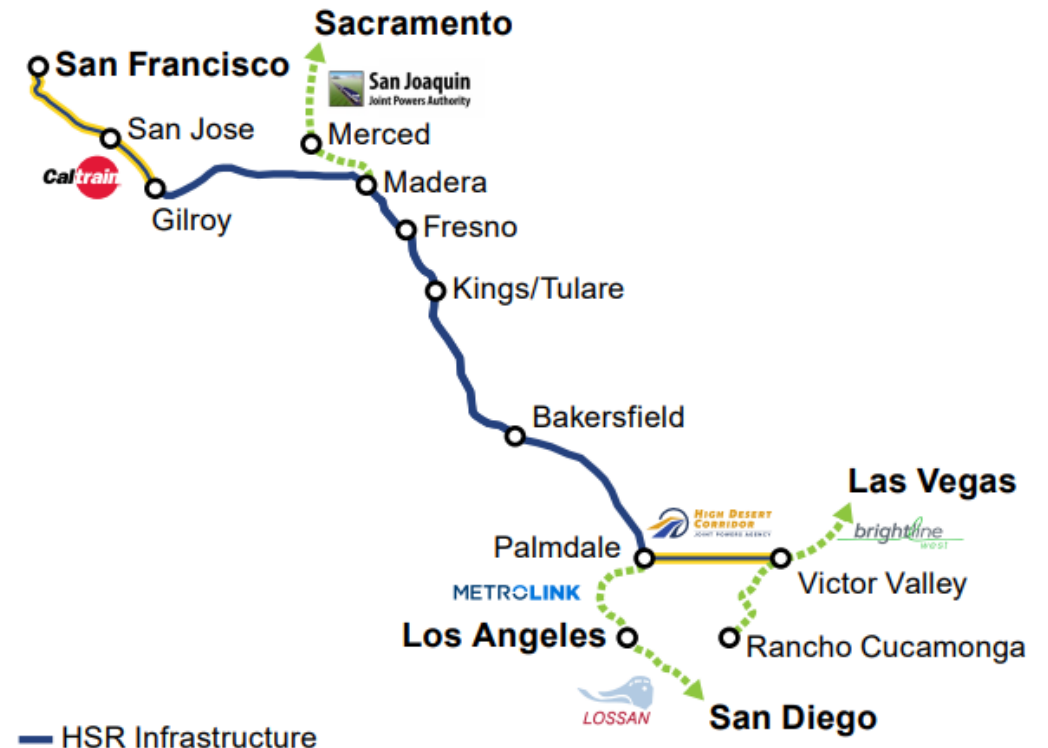 Sacramento
San Francisco
San Joaquin
Joint Powers Authority
San Jose
Merced
Caltrain
Madera
Gilroy
Fresno
Kings/Tulare
Bakersfield
Las Vegas
HIGH DESERT
CORRIDOR
JOINT POWERS AGENCY
brightline
west
Palmdale
Victor Valley
METROLINK
Los Angeles
Rancho Cucamonga
LOSSAN
San Diego
HSR Infrastructure